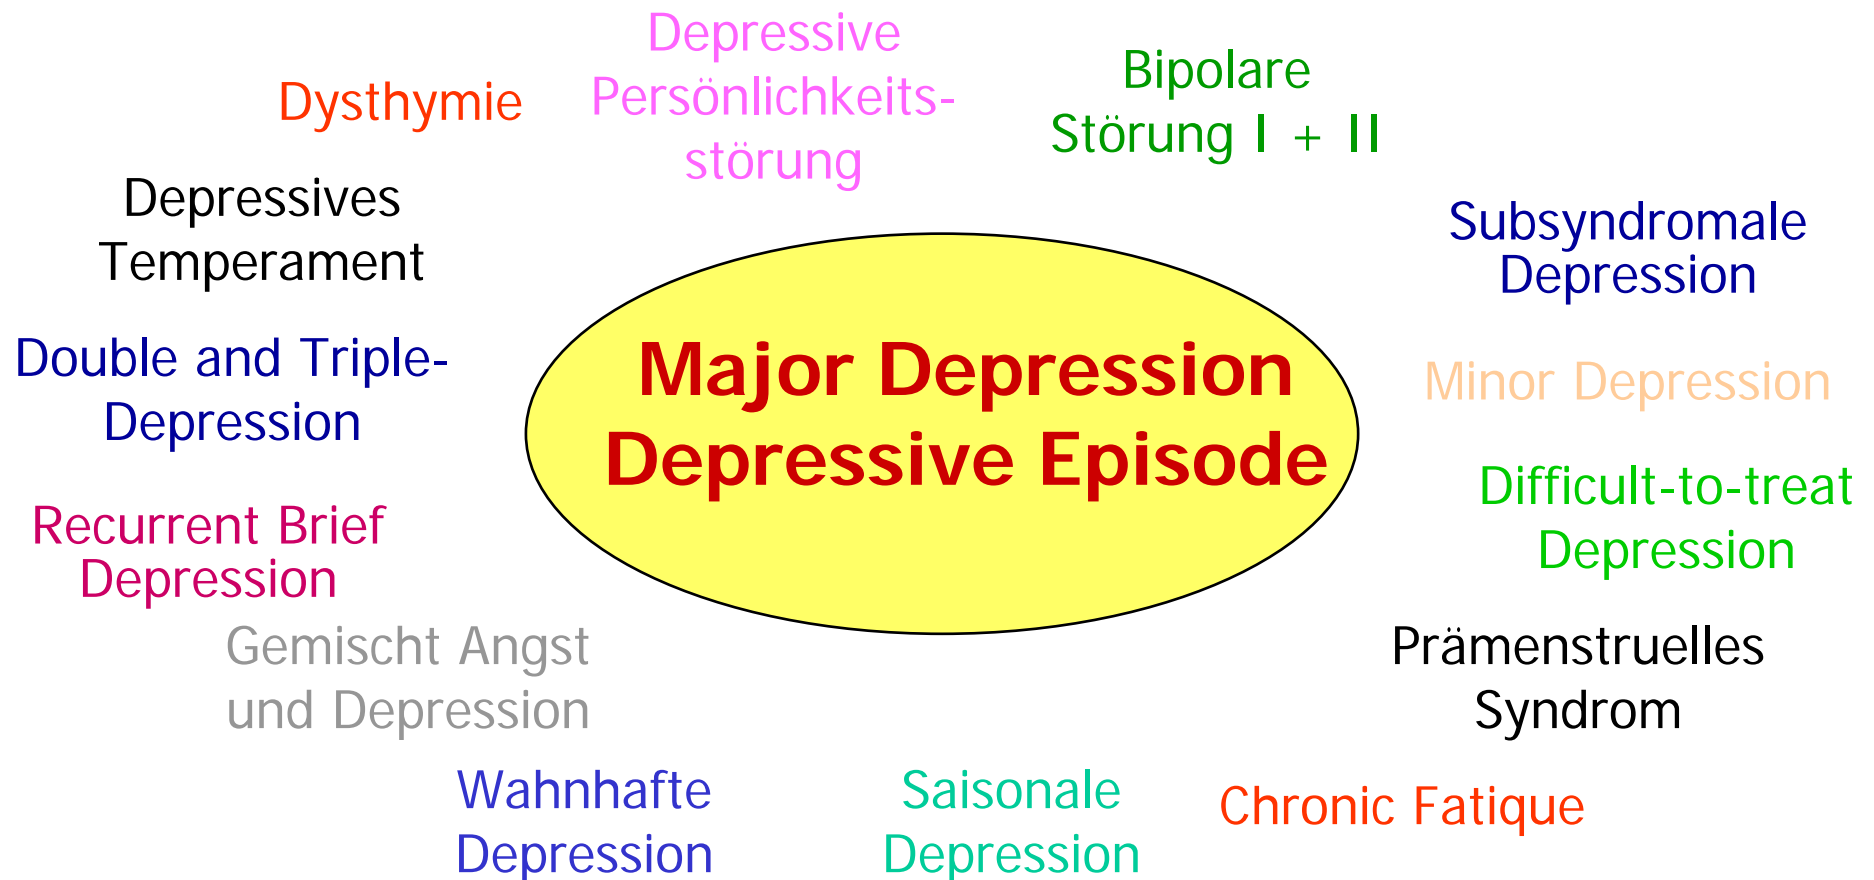 Depressive
Persönlichkeits-
störung
Bipolare
Störung I + II
Dysthymie
Depressives
Temperament
Subsyndromale
Depression
Double and Triple-
Depression
Major Depression
Depressive Episode
Minor Depression
Difficult-to-treat
Depression
Recurrent Brief
Depression
Gemischt Angst
und Depression
Prämenstruelles
Syndrom
Wahnhafte
Depression
Saisonale
Depression
Chronic Fatique